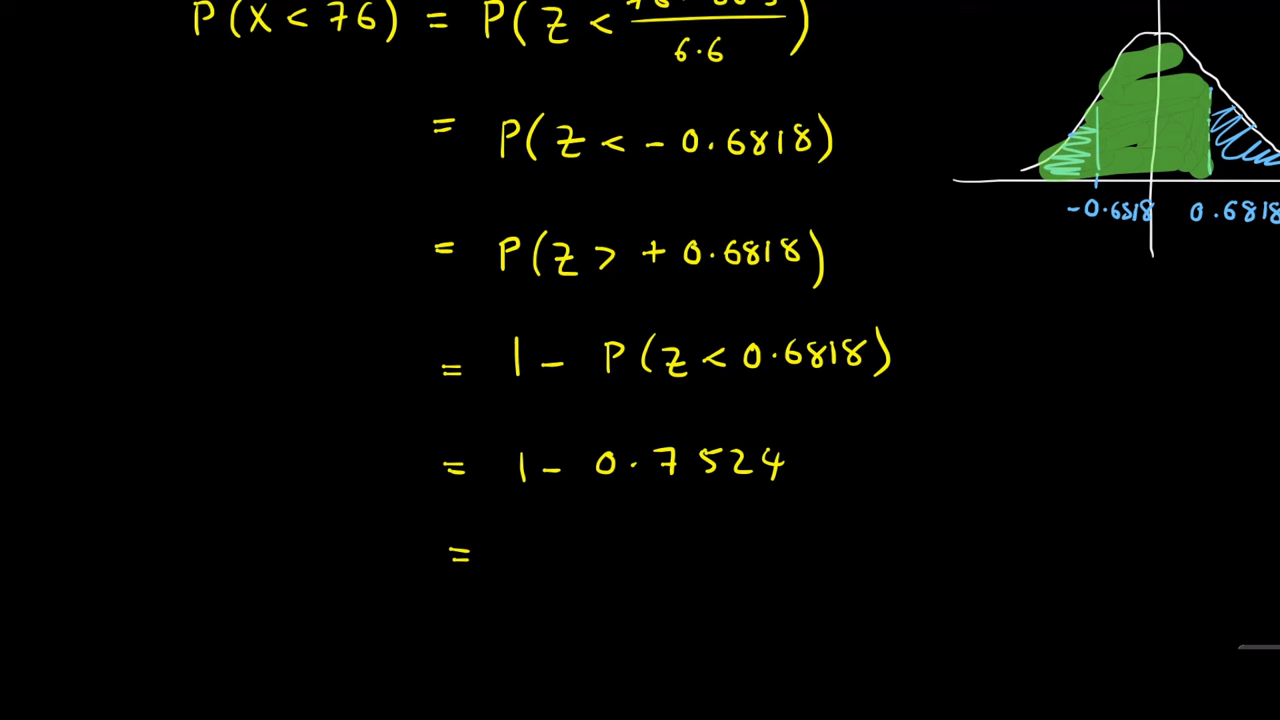 P(X < 76) = P(Z < 6.6)
= P(Z < - 0.6818)
= P(Z > + 0.6818)
= 1 - P(Z < 0.6818)
= 1 - 0.7524
=
-0.6818 0.6818